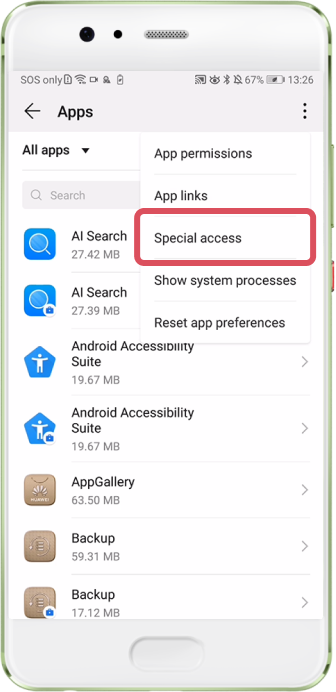 SOS only 67% 13:26
Apps
All apps
App permissions
App links
Search
Special access
AI Search
27.42 MB
Show system processes
AI Search
27.39 MB
Reset app preferences
Android Accessibility
Suite
19.67 MB
Android Accessibility
Suite
19.67 MB
AppGallery
63.50 MB
HUAWEI
Backup
59.31 MB
Backup
17.12 MB